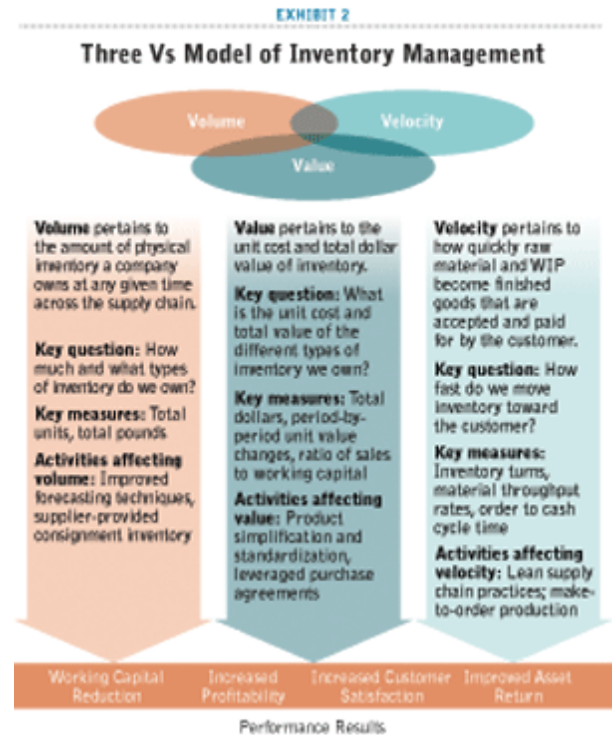 EXHIBIT 2
Three Vs Model of Inventory Management
Volume
Velocity
Value
Volume pertains to
the amount of physical
inventory a company
owns at any given time
across the supply chain.
Key question: How
much and what types
of inventory do we own?
Key measures: Total
units, total pounds
Activities affecting
volume: Improved
forecasting techniques,
supplier-provided
consignment inventory
Value pertains to the
unit cost and total dollar
value of inventory.
Key question: What
is the unit cost and
total value of the
different types of
inventory we own?
Key measures: Total
dollars, period-by-
period unit value
changes, ratio of sales
to working capital
Activities affecting
value: Product
simplification and
standardization,
leveraged purchase
agreements
Velocity pertains to
how quickly raw
material and WIP
become finished
goods that are
accepted and paid
for by the customer.
Key question: How
fast do we move
inventory toward
the customer?
Key measures:
Inventory turns,
material throughput
rates, order to cash
cycle time
Activities affecting
velocity: Lean supply
chain practices; make-
to-order production
Working Capital
Reduction
Increased
Profitability
Increased Customer
Satisfaction
Improved Asset
Return
Performance Results